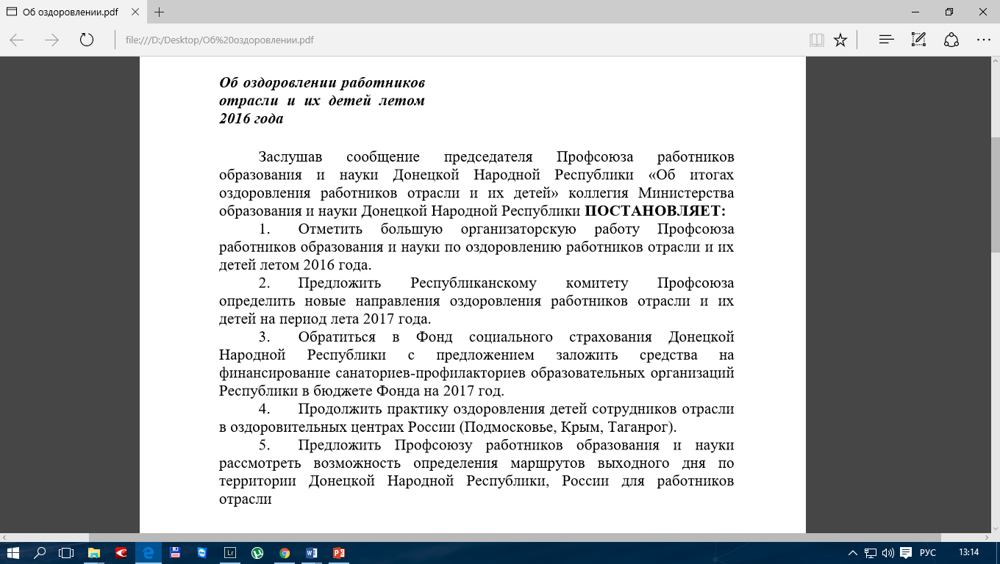 Об оздоровлении.pdf
file:///D:/Desktop/Об%20оздоровлении.pdf
Об оздоровлении работников
отрасли и их детей летом
2016 года
Заслушав сообщение председателя Профсоюза работников
образования и науки Донецкой Народной Республики «Об итогах
оздоровления работников отрасли и их детей» коллегия Министерства
образования и науки Донецкой Народной Республики ПОСТАНОВЛЯЕТ:
1. Отметить большую организаторскую работу Профсоюза
работников образования и науки по оздоровлению работников отрасли и их
детей летом 2016 года.
2. Предложить Республиканскому комитету Профсоюза
определить новые направления оздоровления работников отрасли и их
детей на период лета 2017 года.
3. Обратиться в Фонд социального страхования Донецкой
Народной Республики с предложением заложить средства на
финансирование санаториев-профилакториев образовательных организаций
Республики в бюджете Фонда на 2017 год.
4. Продолжить практику оздоровления детей сотрудников отрасли
в оздоровительных центрах России (Подмосковье, Крым, Таганрог).
5. Предложить Профсоюзу работников образования и науки
рассмотреть возможность определения маршрутов выходного дня по
территории Донецкой Народной Республики, России для работников
отрасли
Lr
РУС
13:14